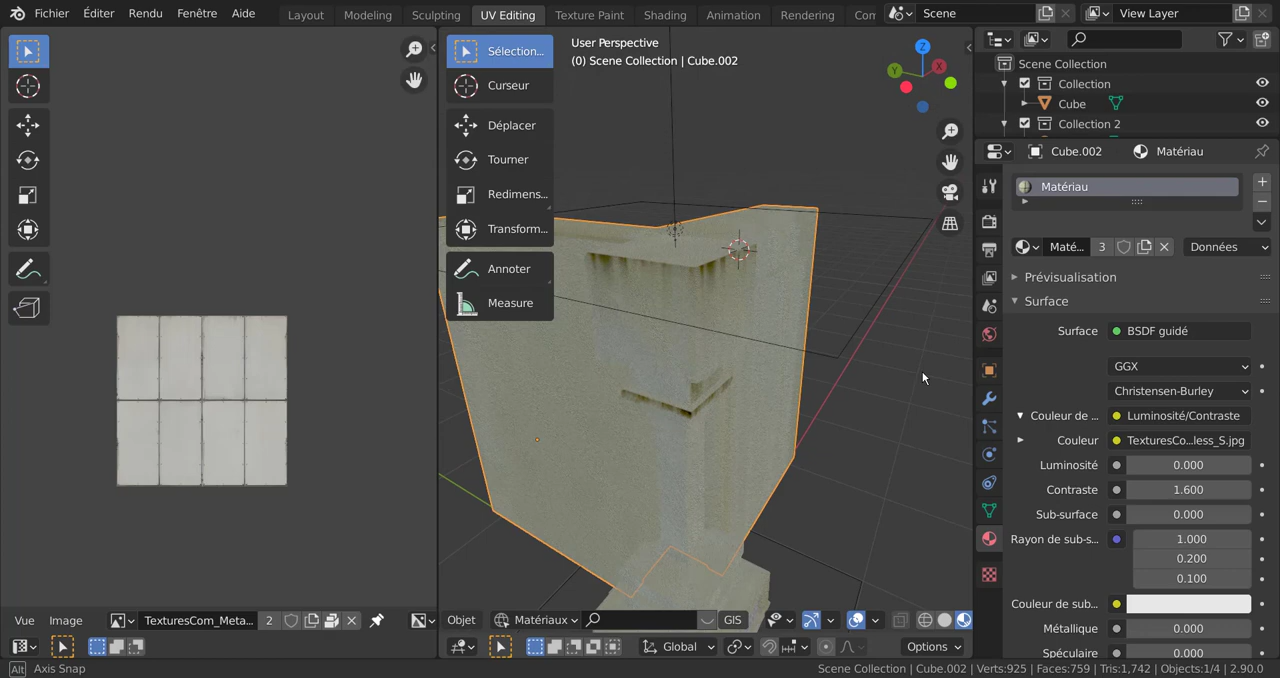 Fichier Éditer Rendu Fenêtre Aide Layout Modeling Sculpting UV Editing Texture Paint Shading Animation Rendering Com Scene View Layer
User Perspective
(0) Scene Collection | Cube.002
Sélection...
Curseur
Déplacer
Tourner
Redimens...
Transform...
Annoter
Measure
Z
Y
X
Scene Collection
Collection
Cube
Collection 2
Cube.002 Matériau
Matériau
Maté... 3 Données
Prévisualisation
Surface
Surface BSDF guidé
GGX
Christensen-Burley
Couleur de ... Luminosité/Contraste
Couleur TexturesCo...less_S.jpg
Luminosité 0.000
Contraste 1.600
Sub-surface 0.000
Rayon de sub-s... 1.000
0.200
0.100
Couleur de sub...
Métallique 0.000
Spéculaire 0.000
Vue Image TexturesCom_Meta... 2
Objet Matériaux GIS
Global Options
Alt Axis Snap
Scene Collection | Cube.002 | Verts:925 | Faces:759 | Tris:1,742 | Objects:1/4 | 2.90.0